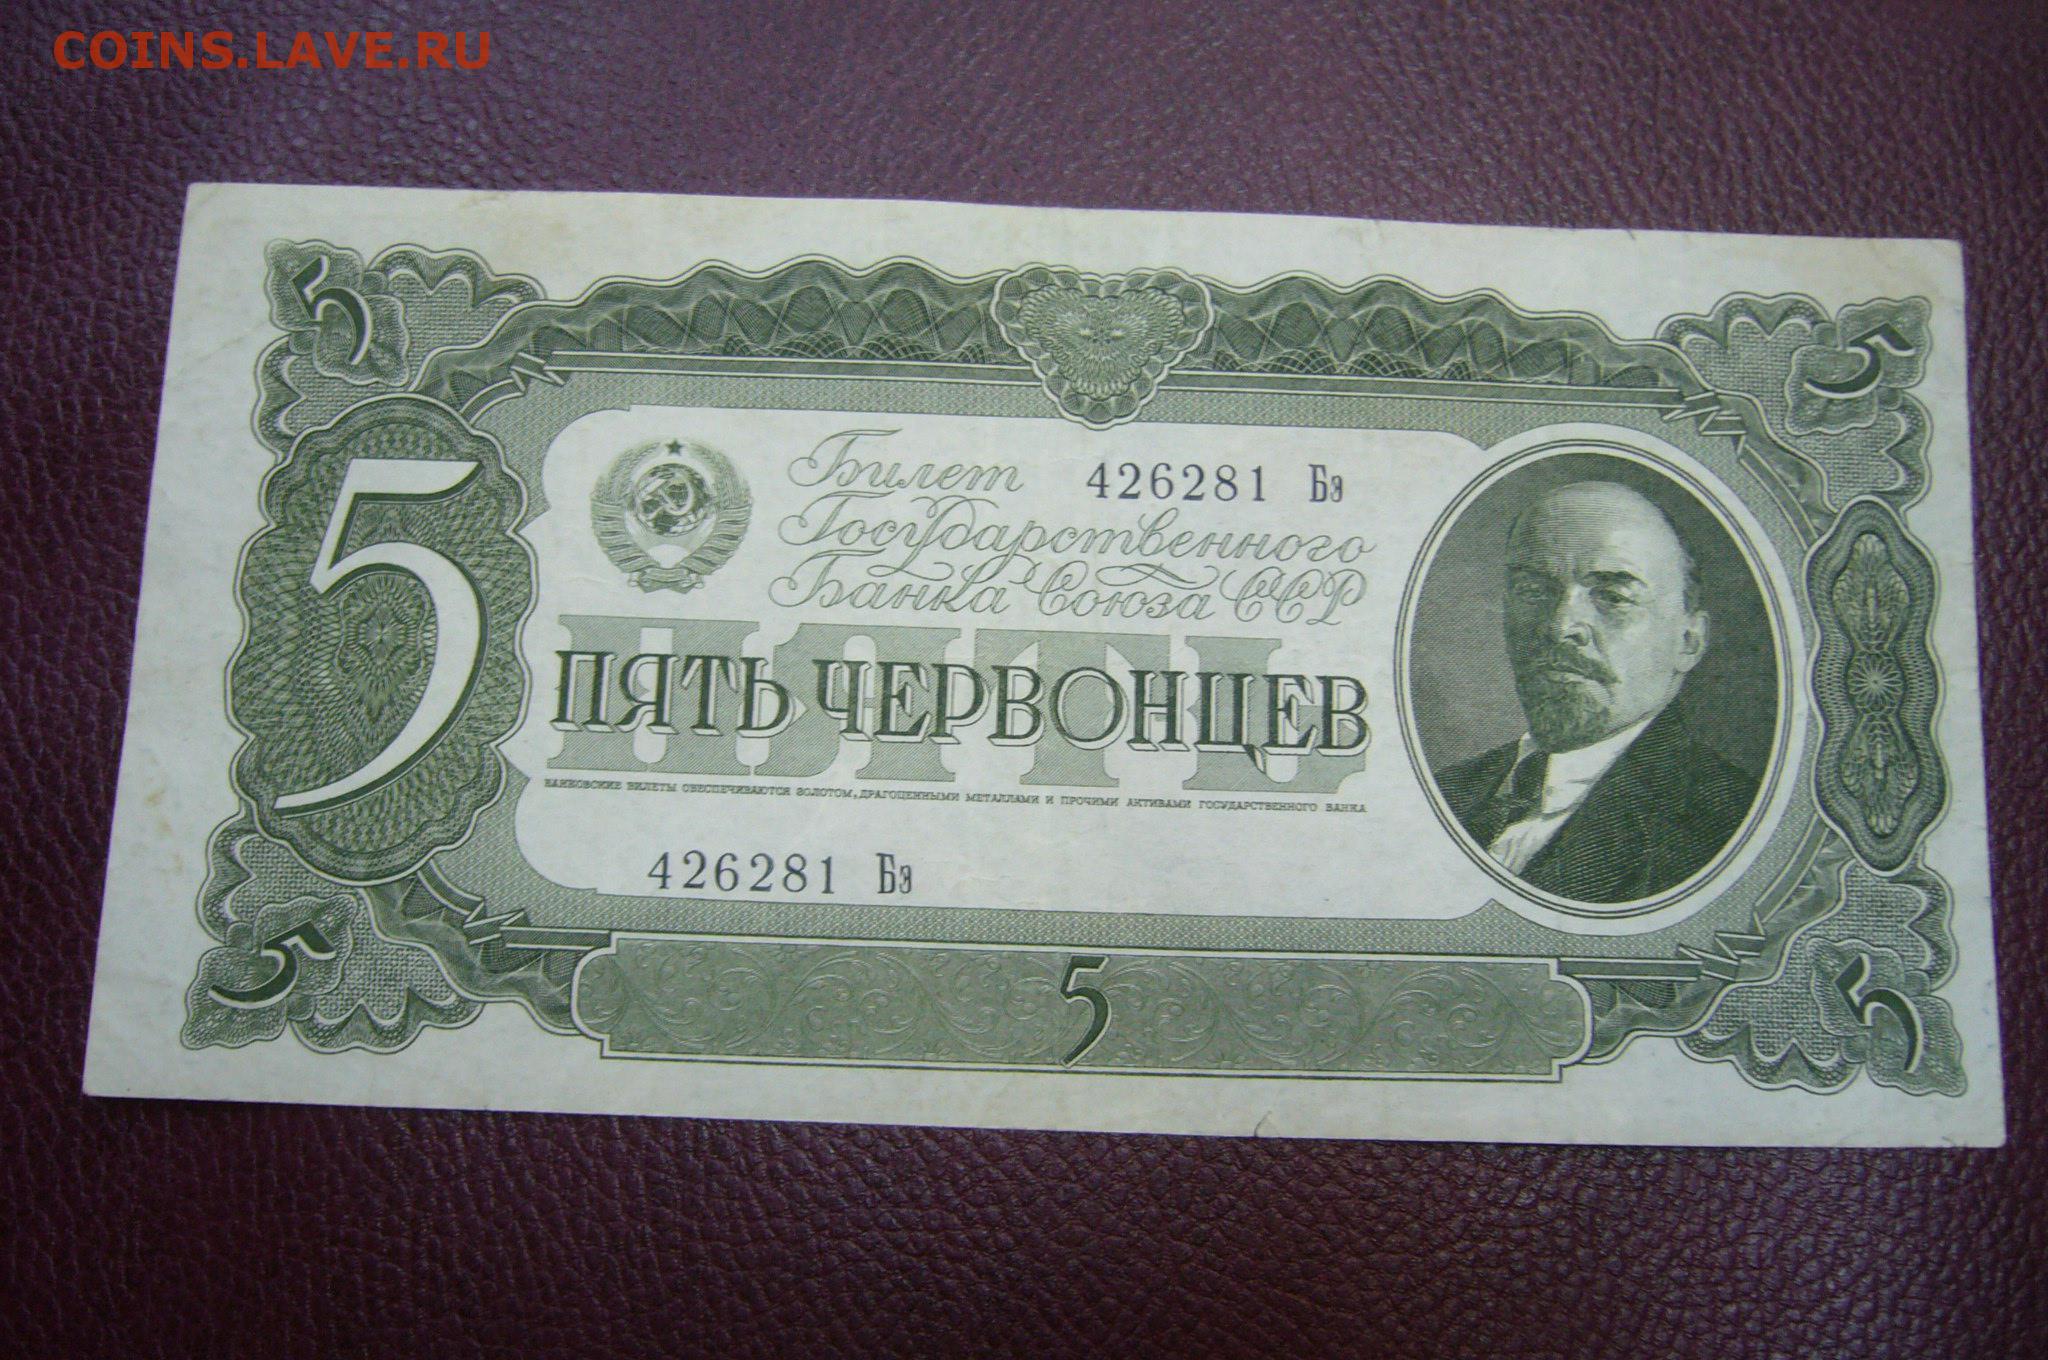 COINS.LAVE.RU
5 5
5
Билет 426281 Бэ
Государственного
Банка Союза ССР
ПЯТЬ
ПЯТЬ ЧЕРВОНЦЕВ
БАНКОВСКИЕ БИЛЕТЫ ОБЕСПЕЧИВАЮТСЯ ЗОЛОТОМ, ДРАГОЦЕННЫМИ МЕТАЛЛАМИ И ПРОЧИМИ АКТИВАМИ ГОСУДАРСТВЕННОГО БАНКА
426281 Бэ
5 5 5